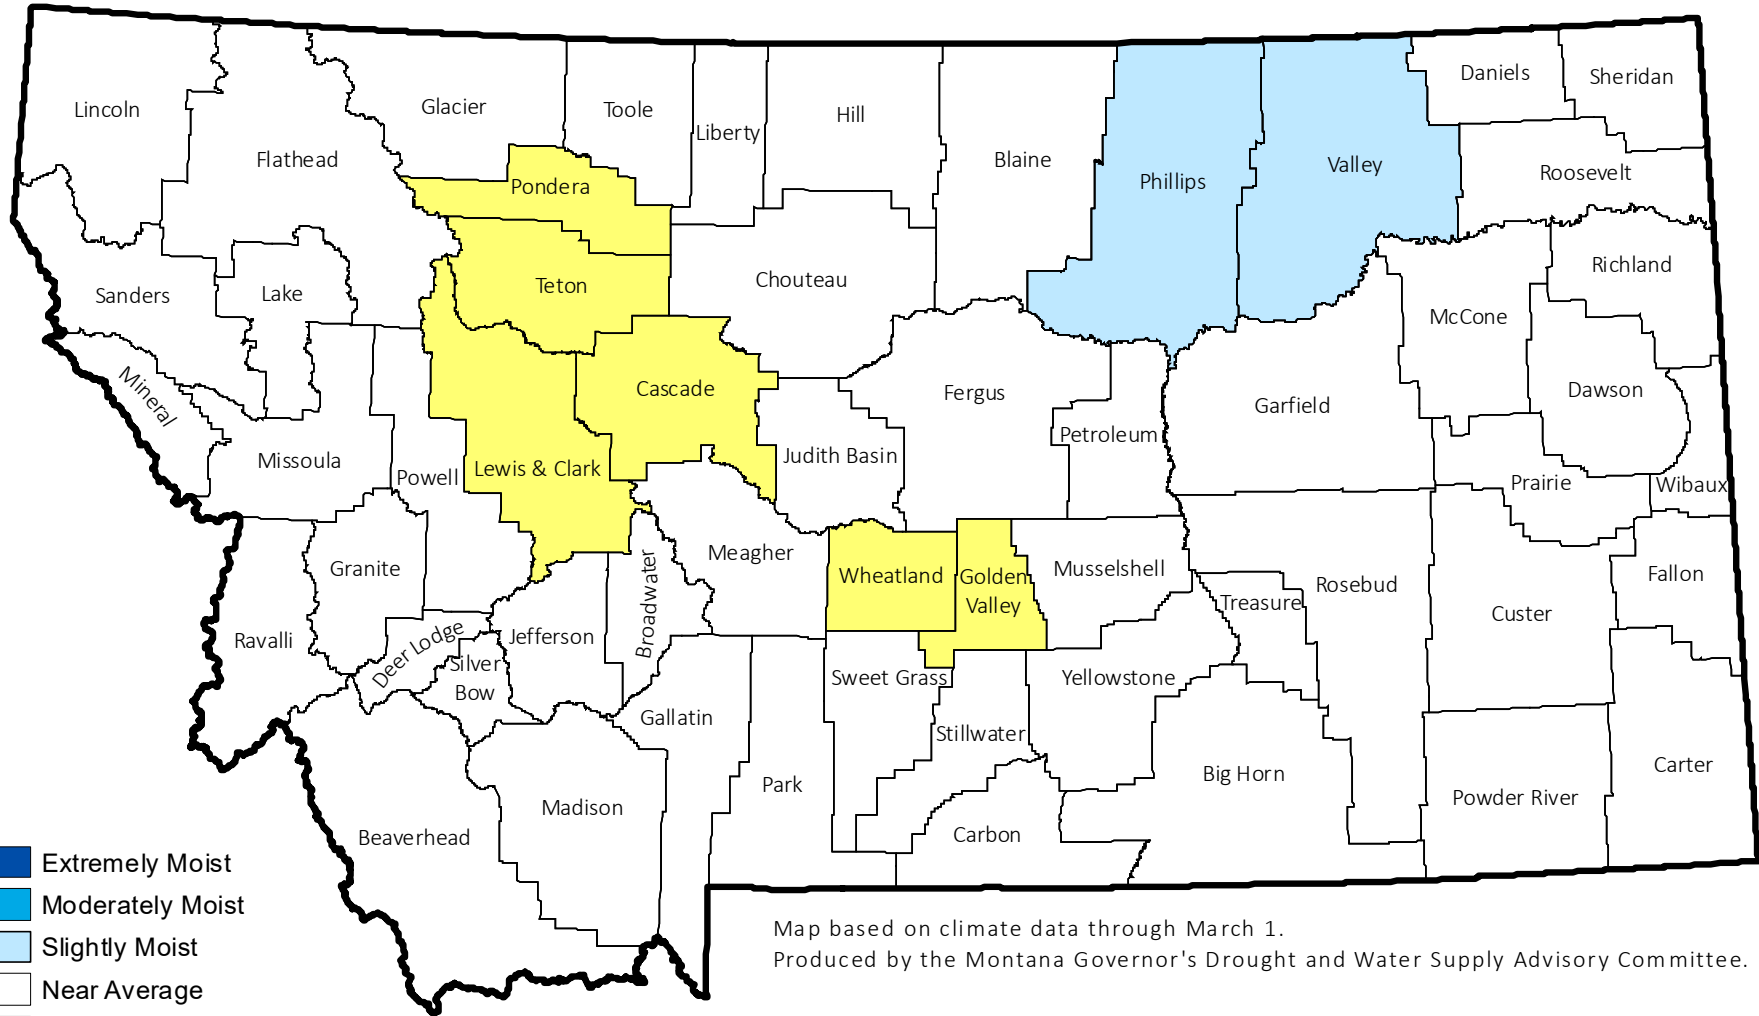 Lincoln
Flathead
Glacier
Toole
Liberty
Hill
Blaine
Phillips
Valley
Daniels
Sheridan
Roosevelt
Pondera
Teton
Chouteau
Richland
Sanders
Lake
McCone
Mineral
Missoula
Powell
Lewis & Clark
Cascade
Judith Basin
Fergus
Petroleum
Garfield
Dawson
Prairie
Wibaux
Granite
Ravalli
Deer Lodge
Silver
Bow
Jefferson
Broadwater
Meagher
Wheatland
Golden
Valley
Musselshell
Treasure
Rosebud
Custer
Fallon
Sweet Grass
Yellowstone
Gallatin
Stillwater
Park
Big Horn
Carter
Powder River
Madison
Beaverhead
Carbon
Extremely Moist
Moderately Moist
Slightly Moist
Near Average
Map based on climate data through March 1.
Produced by the Montana Governor's Drought and Water Supply Advisory Committee.